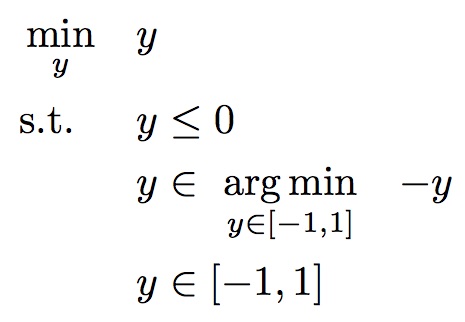 min y
y
s.t. y ≤ 0
y ∈ arg min −y
y∈[−1,1]
y ∈ [−1, 1]